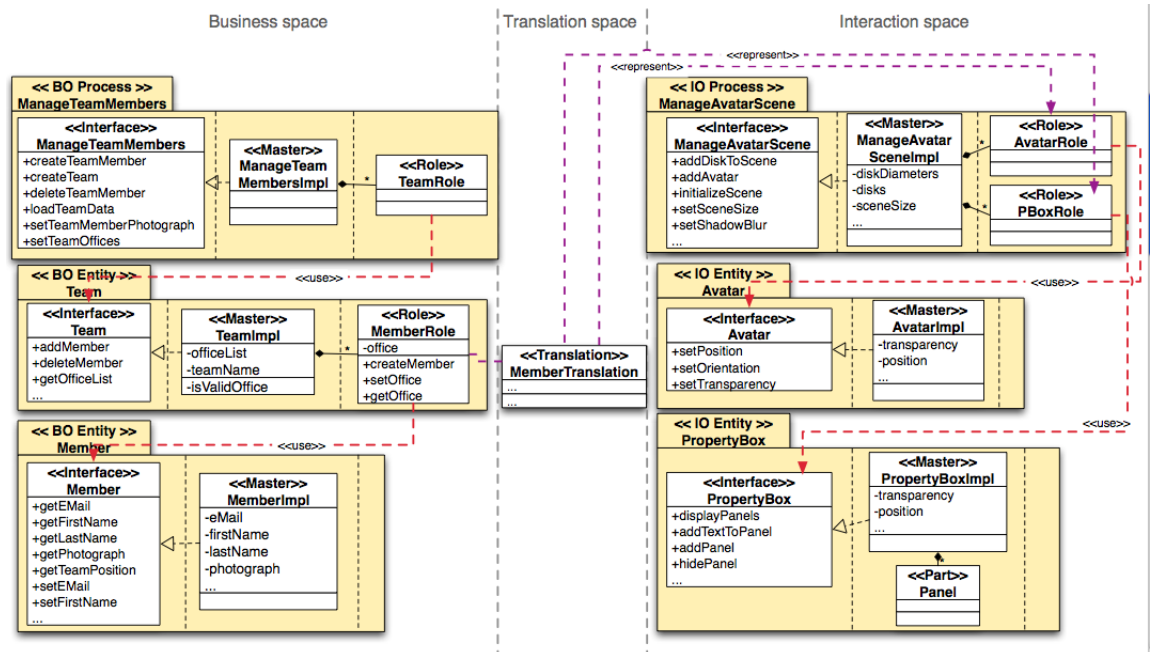 Business space
Translation space
Interaction space
<<represent>>
<<represent>>
<< BO Process >>
ManageTeamMembers
<<Interface>>
ManageTeamMembers
+createTeamMember
+createTeam
+deleteTeamMember
+loadTeamData
+setTeamMemberPhotograph
+setTeamOffices
<<Master>>
ManageTeam
MembersImpl
*
<<Role>>
TeamRole
<<use>>
<< BO Entity >>
Team
<<Interface>>
Team
+addMember
+deleteMember
+getOfficeList
...
<<Master>>
TeamImpl
-officeList
-teamName
-isValidOffice
*
<<Role>>
MemberRole
-office
+createMember
+setOffice
+getOffice
<<use>>
<< BO Entity >>
Member
<<Interface>>
Member
+getEMail
+getFirstName
+getLastName
+getPhotograph
+getTeamPosition
+setEMail
+setFirstName
...
<<Master>>
MemberImpl
-eMail
-firstName
-lastName
-photograph
...
<<Translation>>
MemberTranslation
...
...
<< IO Process >>
ManageAvatarScene
<<Interface>>
ManageAvatarScene
+addDiskToScene
+addAvatar
+initializeScene
+setSceneSize
+setShadowBlur
...
<<Master>>
ManageAvatar
SceneImpl
-diskDiameters
-disks
-sceneSize
...
*
*
<<Role>>
AvatarRole
<<Role>>
PBoxRole
<<use>>
<< IO Entity >>
Avatar
<<Interface>>
Avatar
+setPosition
+setOrientation
+setTransparency
<<Master>>
AvatarImpl
-transparency
-position
...
<<use>>
<< IO Entity >>
PropertyBox
<<Interface>>
PropertyBox
+displayPanels
+addTextToPanel
+addPanel
+hidePanel
...
<<Master>>
PropertyBoxImpl
-transparency
-position
...
*
<<Part>>
Panel